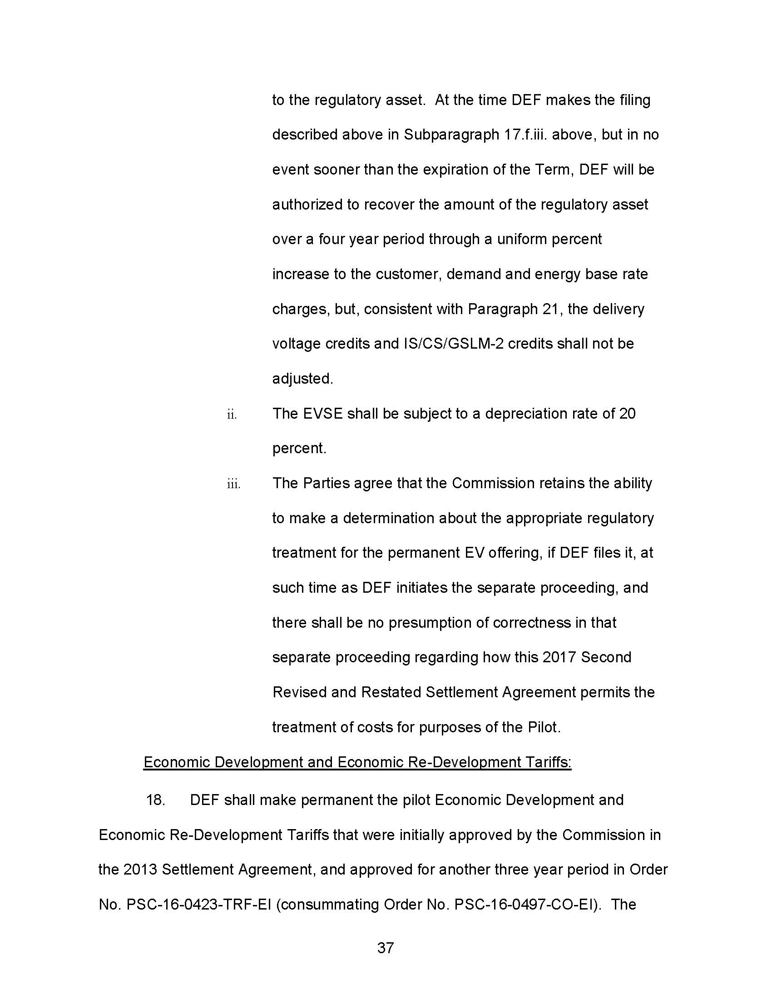 to the regulatory asset.  At the time DEF makes the filing
described above in Subparagraph 17.f.iii. above, but in no
event sooner than the expiration of the Term, DEF will be
authorized to recover the amount of the regulatory asset
over a four year period through a uniform percent
increase to the customer, demand and energy base rate
charges, but, consistent with Paragraph 21, the delivery
voltage credits and IS/CS/GSLM-2 credits shall not be
adjusted.
ii. The EVSE shall be subject to a depreciation rate of 20
percent.
iii. The Parties agree that the Commission retains the ability
to make a determination about the appropriate regulatory
treatment for the permanent EV offering, if DEF files it, at
such time as DEF initiates the separate proceeding, and
there shall be no presumption of correctness in that
separate proceeding regarding how this 2017 Second
Revised and Restated Settlement Agreement permits the
treatment of costs for purposes of the Pilot.
Economic Development and Economic Re-Development Tariffs:
18. DEF shall make permanent the pilot Economic Development and
Economic Re-Development Tariffs that were initially approved by the Commission in
the 2013 Settlement Agreement, and approved for another three year period in Order
No. PSC-16-0423-TRF-EI (consummating Order No. PSC-16-0497-CO-EI).  The
37